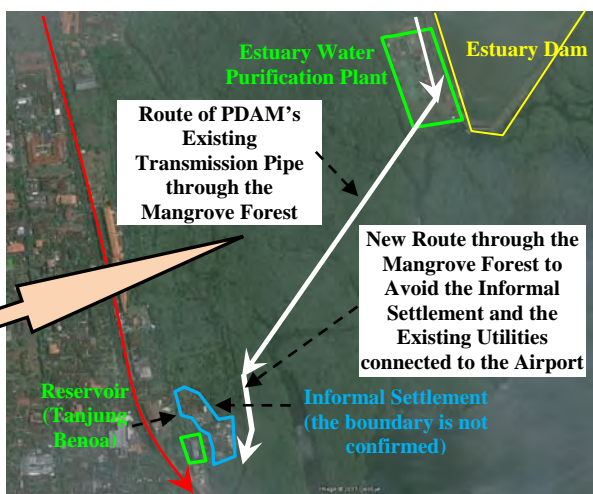 Estuary Water
Purification Plant
Estuary Dam
Route of PDAM's
Existing
Transmission Pipe
through the
Mangrove Forest
New Route through the
Mangrove Forest to
Avoid the Informal
Settlement and the
Existing Utilities
connected to the Airport
Reservoir
(Tanjung
Benoa)
Informal Settlement
(the boundary is not
confirmed)